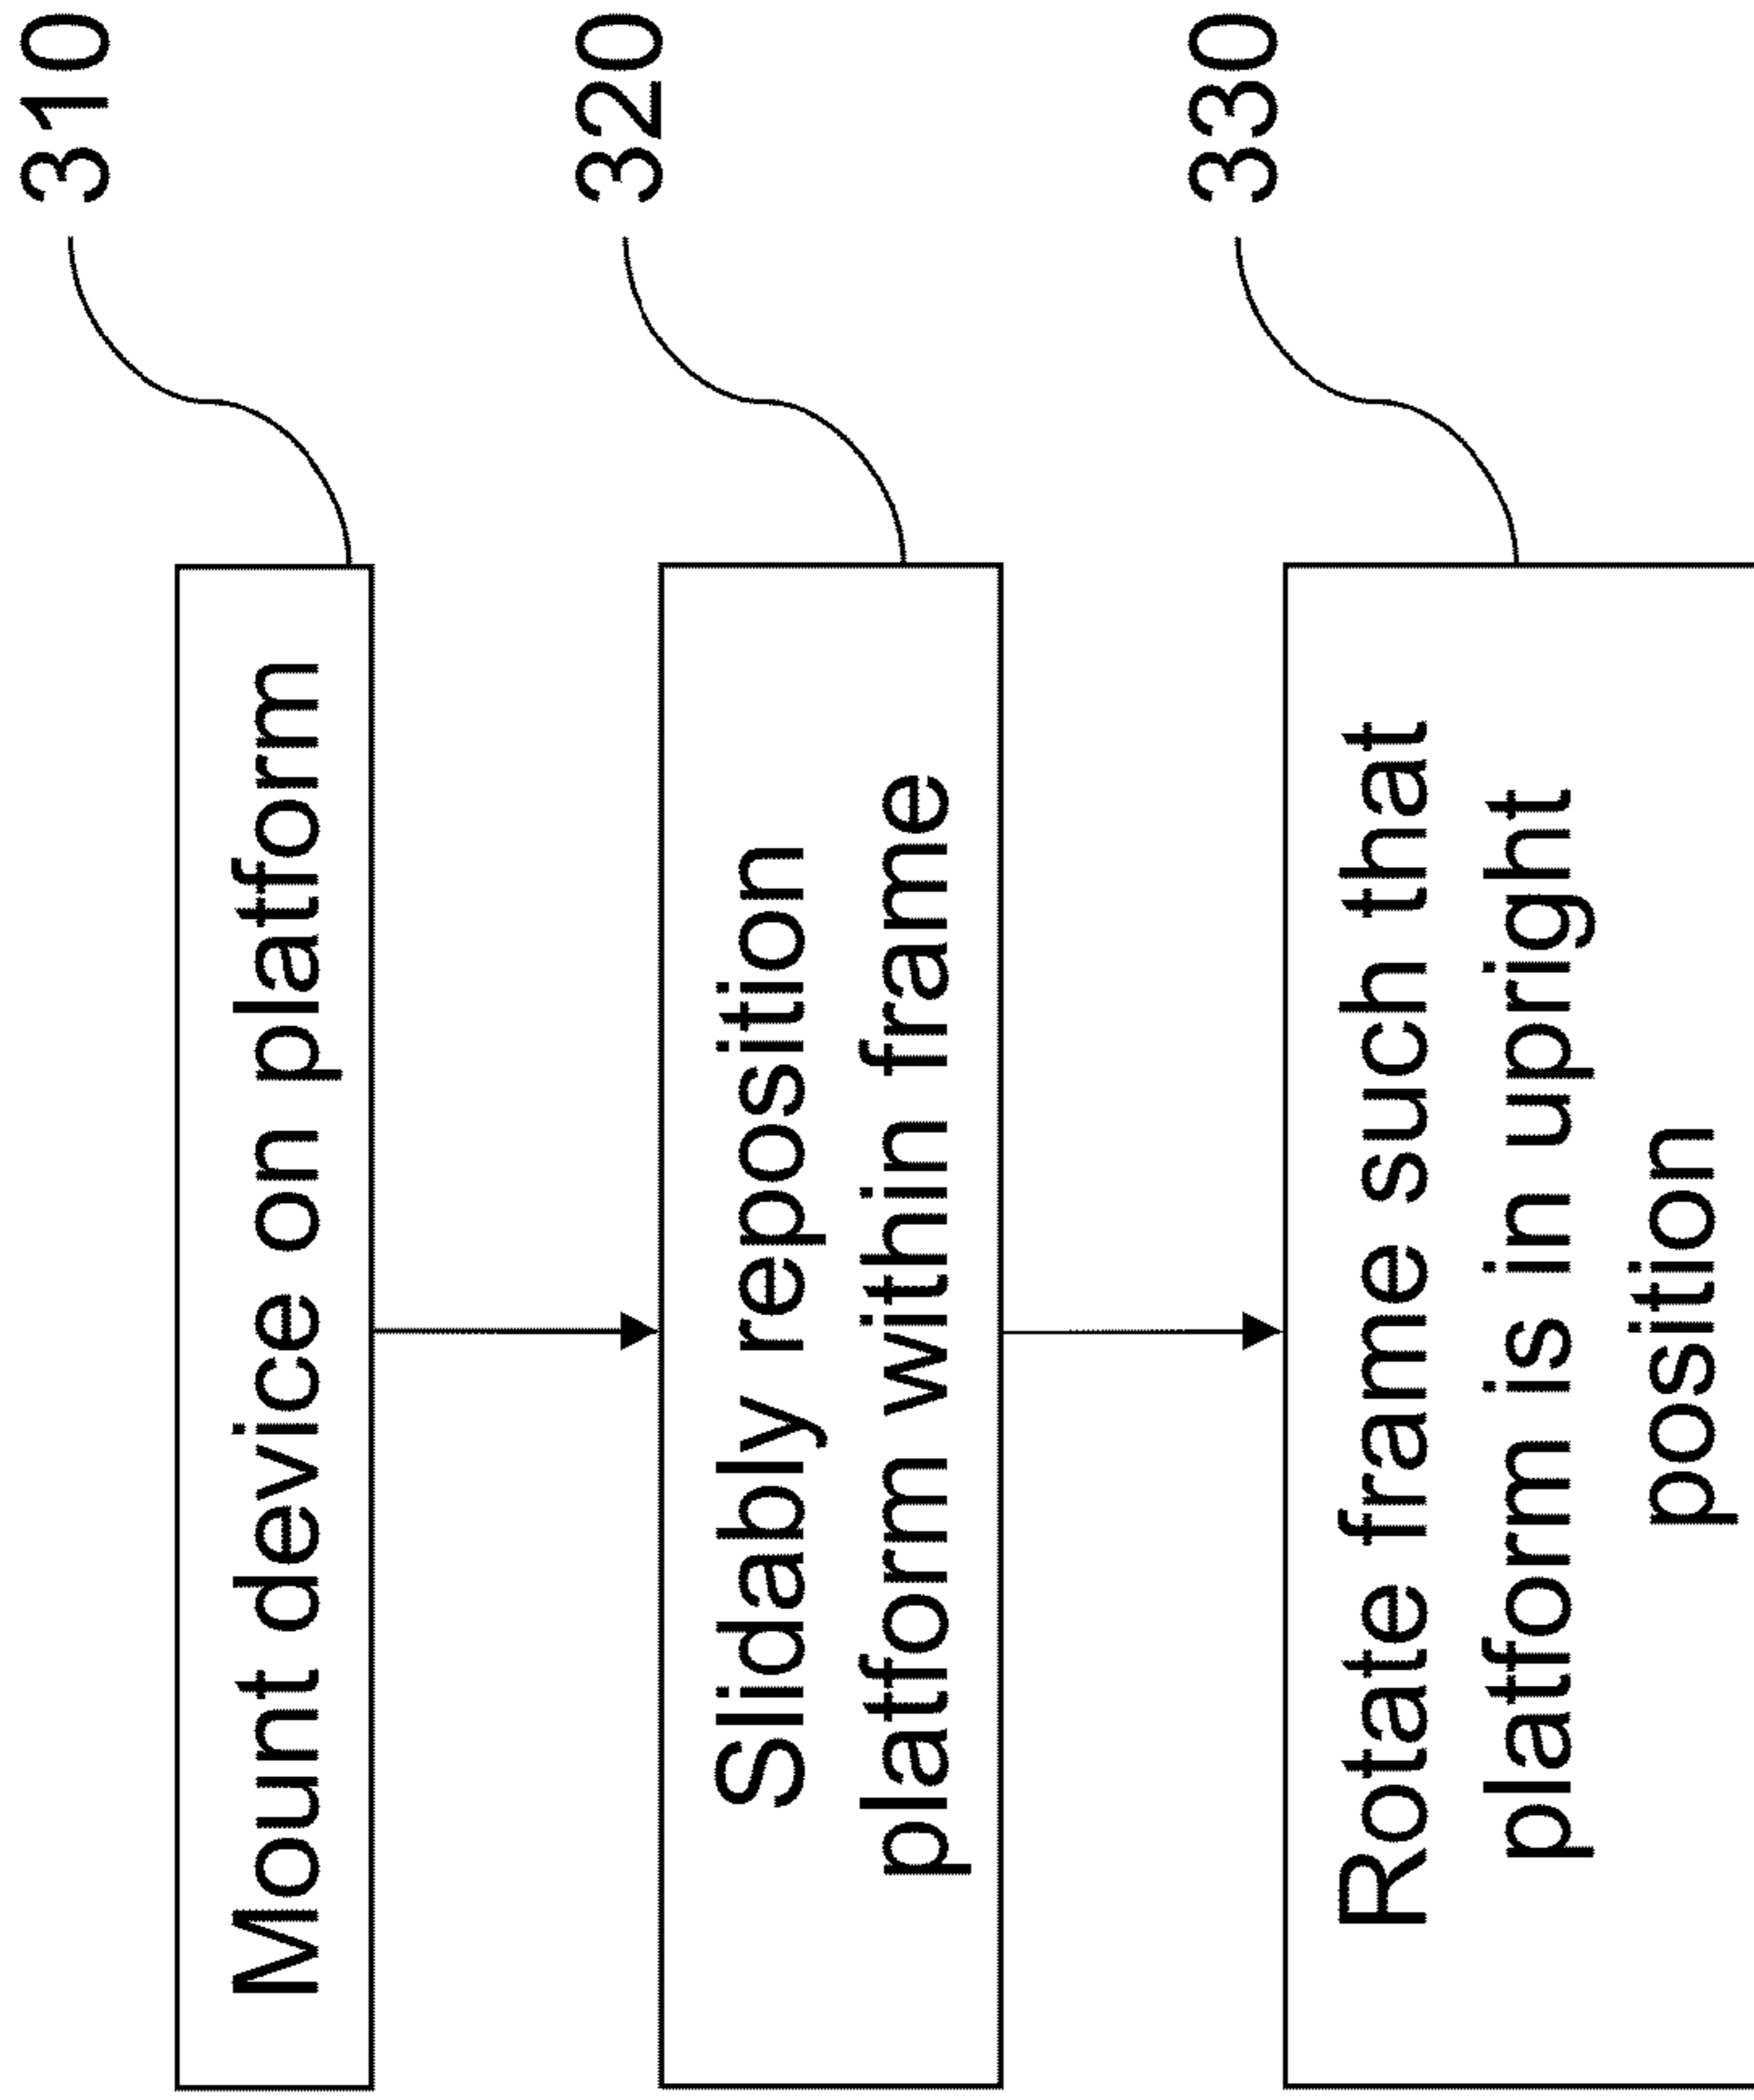 310
Mount device on platform
320
Slidably reposition
platform within frame
330
Rotate frame such that
platform is in upright
position